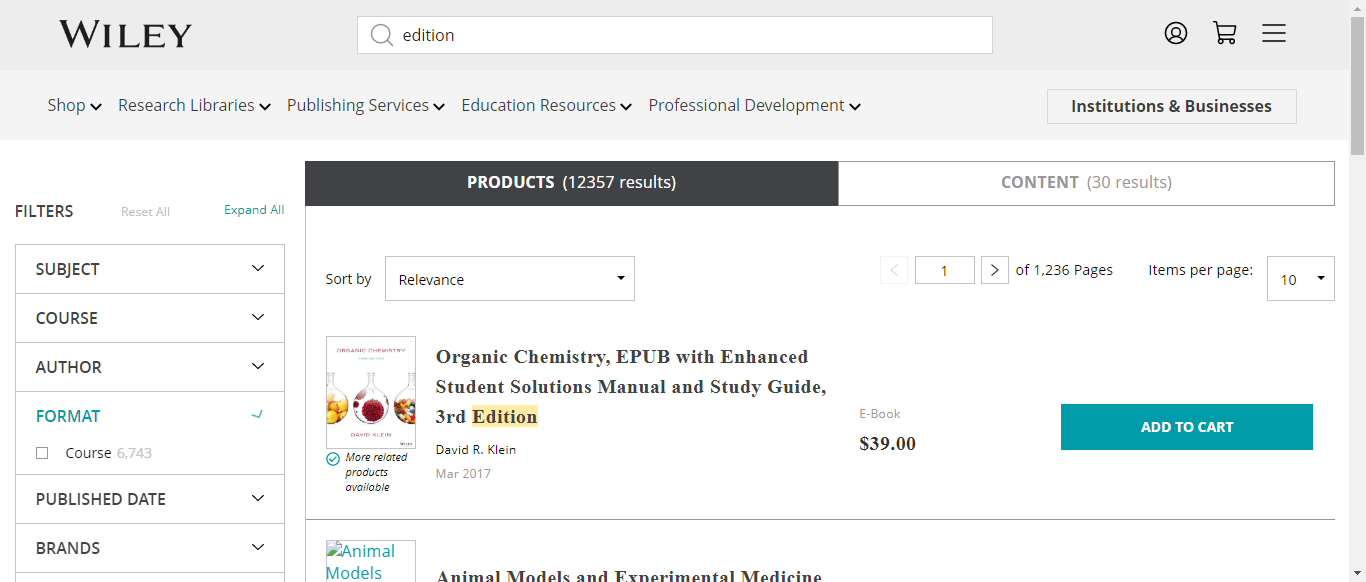 WILEY
edition
Shop
Research Libraries
Publishing Services
Education Resources
Professional Development
Institutions & Businesses
FILTERS
Reset All
Expand All
SUBJECT
COURSE
AUTHOR
FORMAT
Course 6,743
PUBLISHED DATE
BRANDS
PRODUCTS (12357 results)
CONTENT (30 results)
Sort by
Relevance
1
of 1,236 Pages
Items per page:
10
ORGANIC CHEMISTRY
DAVID KLEIN
WILEY
More related
products
available
Organic Chemistry, EPUB with Enhanced
Student Solutions Manual and Study Guide,
3rd Edition
David R. Klein
Mar 2017
E-Book
$39.00
ADD TO CART
Animal
Models
Animal Models and Experimental Medicine